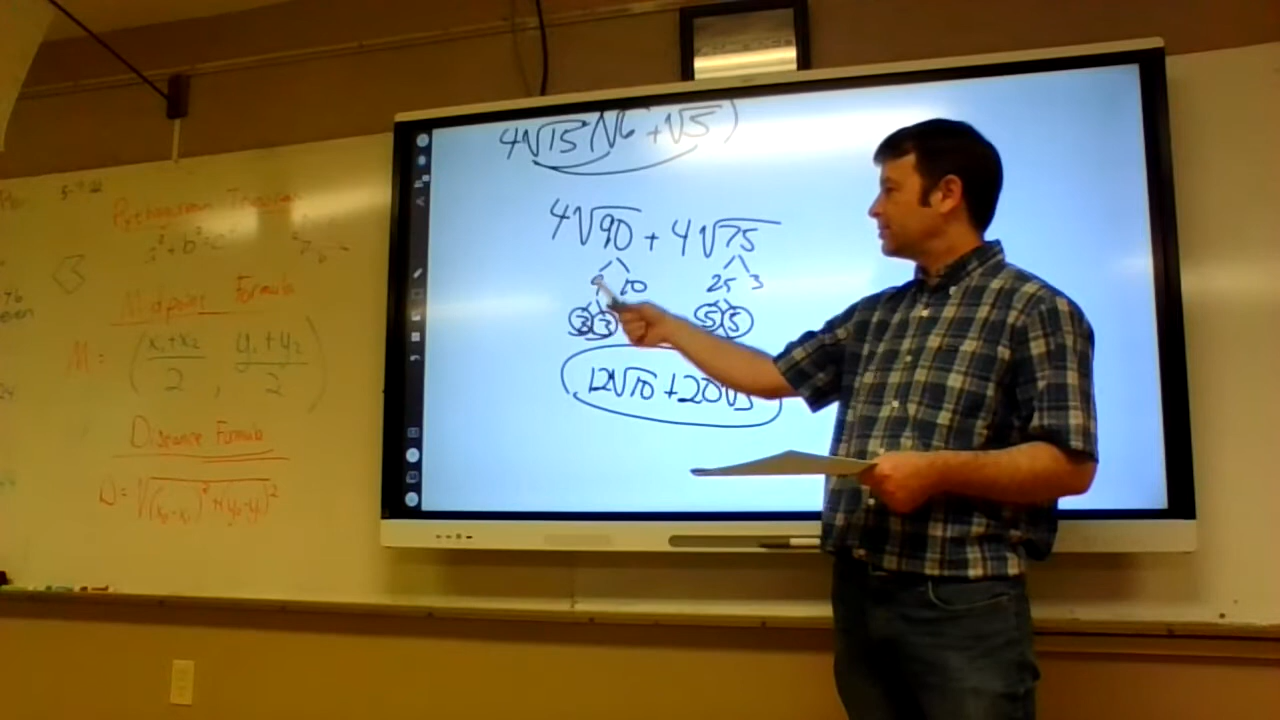 4√15(√6 + √5)
4√90 + 4√75
9 10 25 3
3 3 5 5
12√10 + 20√3
Pythagorean Theorem
a² + b² = c²
Midpoint Formula
M = (x₁+x₂/2, y₁+y₂/2)
Distance Formula
D = √(x₂-x₁)²+(y₂-y₁)²